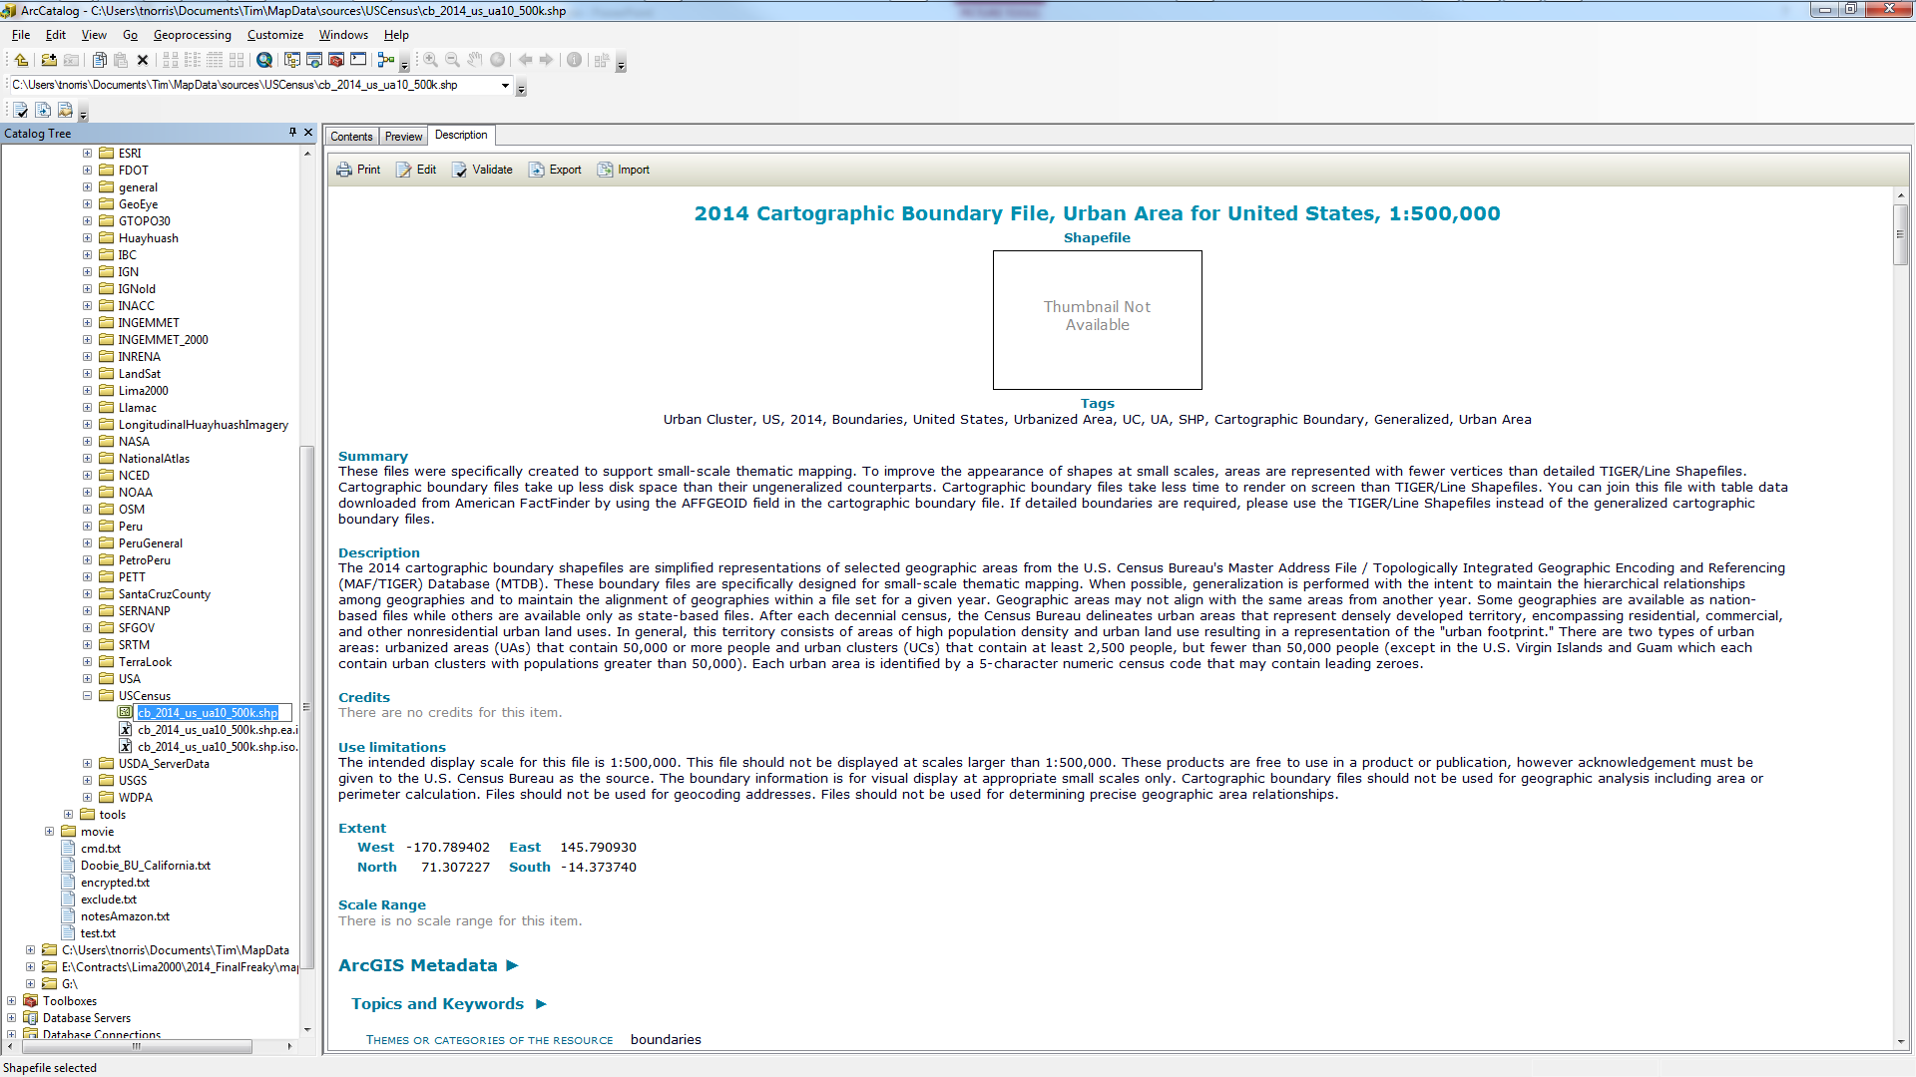 ArcCatalog - C:\Users\tnorris\Documents\Tim\MapData\sources\USCensus\cb_2014_us_ua10_500k.shp
File Edit View Go Geoprocessing Customize Windows Help
C:\Users\tnorris\Documents\Tim\MapData\sources\USCensus\cb_2014_us_ua10_500k.shp
Catalog Tree
ESRI
FDOT
general
GeoEye
GTOPO30
Huayhuash
IBC
IGN
IGNold
INACC
INGEMMET
INGEMMET_2000
INRENA
LandSat
Lima2000
Llamac
LongitudinalHuayhuashImagery
NASA
NationalAtlas
NCED
NOAA
OSM
Peru
PeruGeneral
PetroPeru
PETT
SantaCruzCounty
SERNANP
SFGOV
SRTM
TerraLook
USA
USCensus
cb_2014_us_ua10_500k.shp
cb_2014_us_ua10_500k.shp.ea.i
cb_2014_us_ua10_500k.shp.iso.
USDA_ServerData
USGS
WDPA
tools
movie
cmd.txt
Doobie_BU_California.txt
encrypted.txt
exclude.txt
notesAmazon.txt
test.txt
C:\Users\tnorris\Documents\Tim\MapData
E:\Contracts\Lima2000\2014_FinalFreaky\map
G:\
Toolboxes
Database Servers
Database Connections
Contents Preview Description
Print Edit Validate Export Import
2014 Cartographic Boundary File, Urban Area for United States, 1:500,000
Shapefile
Thumbnail Not
Available
Tags
Urban Cluster, US, 2014, Boundaries, United States, Urbanized Area, UC, UA, SHP, Cartographic Boundary, Generalized, Urban Area
Summary
These files were specifically created to support small-scale thematic mapping. To improve the appearance of shapes at small scales, areas are represented with fewer vertices than detailed TIGER/Line Shapefiles.
Cartographic boundary files take up less disk space than their ungeneralized counterparts. Cartographic boundary files take less time to render on screen than TIGER/Line Shapefiles. You can join this file with table data
downloaded from American FactFinder by using the AFFGEOID field in the cartographic boundary file. If detailed boundaries are required, please use the TIGER/Line Shapefiles instead of the generalized cartographic
boundary files.
Description
The 2014 cartographic boundary shapefiles are simplified representations of selected geographic areas from the U.S. Census Bureau's Master Address File / Topologically Integrated Geographic Encoding and Referencing
(MAF/TIGER) Database (MTDB). These boundary files are specifically designed for small-scale thematic mapping. When possible, generalization is performed with the intent to maintain the hierarchical relationships
among geographies and to maintain the alignment of geographies within a file set for a given year. Geographic areas may not align with the same areas from another year. Some geographies are available as nation-
based files while others are available only as state-based files. After each decennial census, the Census Bureau delineates urban areas that represent densely developed territory, encompassing residential, commercial,
and other nonresidential urban land uses. In general, this territory consists of areas of high population density and urban land use resulting in a representation of the "urban footprint." There are two types of urban
areas: urbanized areas (UAs) that contain 50,000 or more people and urban clusters (UCs) that contain at least 2,500 people, but fewer than 50,000 people (except in the U.S. Virgin Islands and Guam which each
contain urban clusters with populations greater than 50,000). Each urban area is identified by a 5-character numeric census code that may contain leading zeroes.
Credits
There are no credits for this item.
Use limitations
The intended display scale for this file is 1:500,000. This file should not be displayed at scales larger than 1:500,000. These products are free to use in a product or publication, however acknowledgement must be
given to the U.S. Census Bureau as the source. The boundary information is for visual display at appropriate small scales only. Cartographic boundary files should not be used for geographic analysis including area or
perimeter calculation. Files should not be used for geocoding addresses. Files should not be used for determining precise geographic area relationships.
Extent
West -170.789402 East 145.790930
North 71.307227 South -14.373740
Scale Range
There is no scale range for this item.
ArcGIS Metadata ►
Topics and Keywords ►
THEMES OR CATEGORIES OF THE RESOURCE boundaries
Shapefile selected